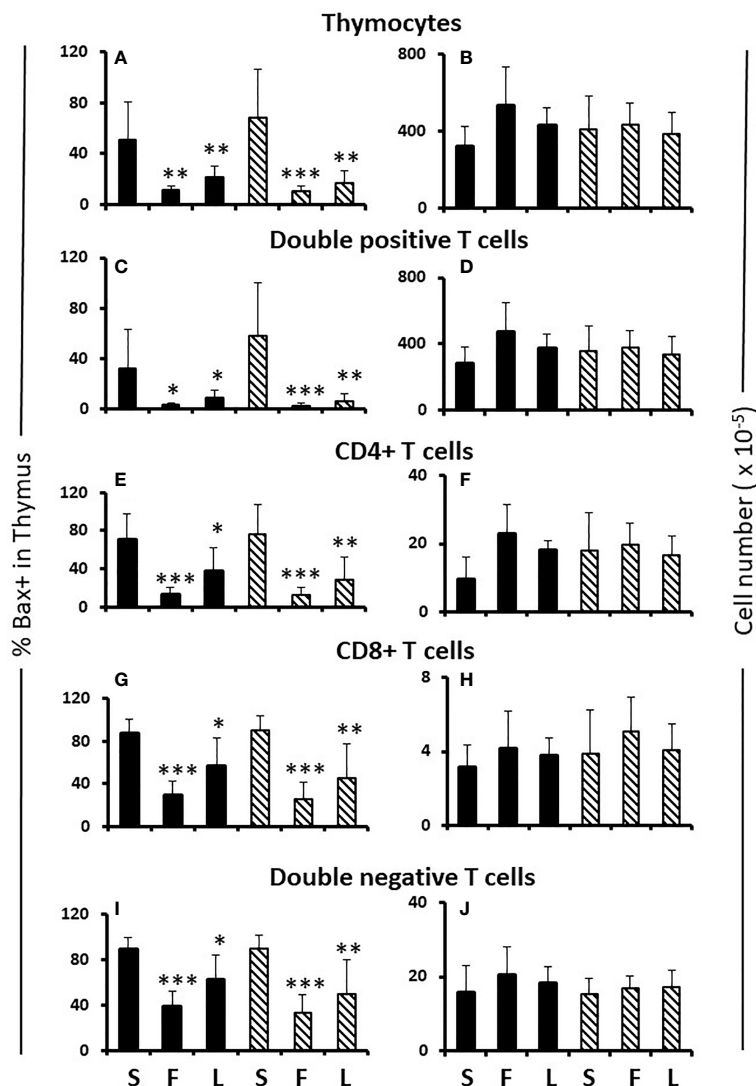 Thymocytes
A
120
80
40
0
** ** *** **
B
800
400
0
Double positive T cells
C
120
80
40
0
* * *** **
D
800
400
0
CD4+ T cells
E
120
80
40
0
*** * *** **
F
40
20
0
CD8+ T cells
G
120
80
40
0
*** * *** **
H
8
4
0
Double negative T cells
I
120
80
40
0
*** * *** **
J
40
20
0
S F L S F L
S F L S F L
% Bax+ in Thymus
Cell number ( x 10-5)